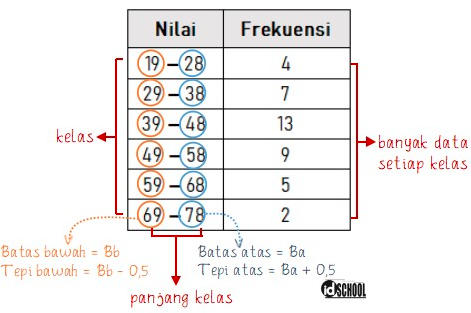 Nilai Frekuensi
19 – 28 4
29 – 38 7
39 – 48 13
49 – 58 9
59 – 68 5
69 – 78 2
kelas
banyak data
setiap kelas
Batas bawah = Bb
Tepi bawah = Bb - 0,5
Batas atas = Ba
Tepi atas = Ba + 0,5
panjang kelas
idSCHOOL